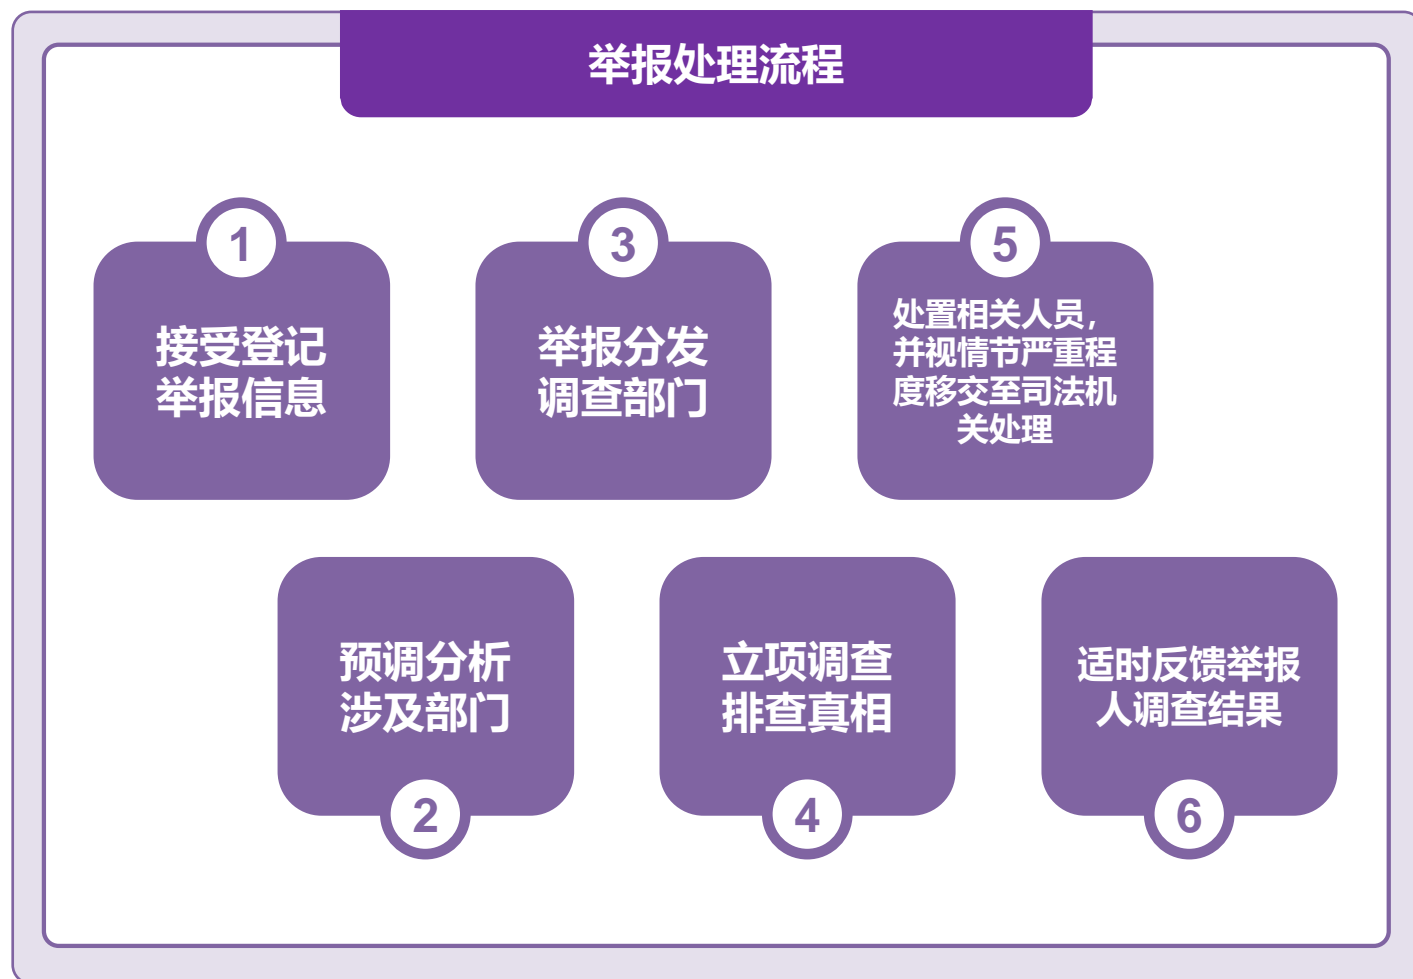 举报处理流程
1
接受登记
举报信息
2
预调分析
涉及部门
3
举报分发
调查部门
4
立项调查
排查真相
5
处置相关人员，
并视情节严重程
度移交至司法机
关处理
6
适时反馈举报
人调查结果